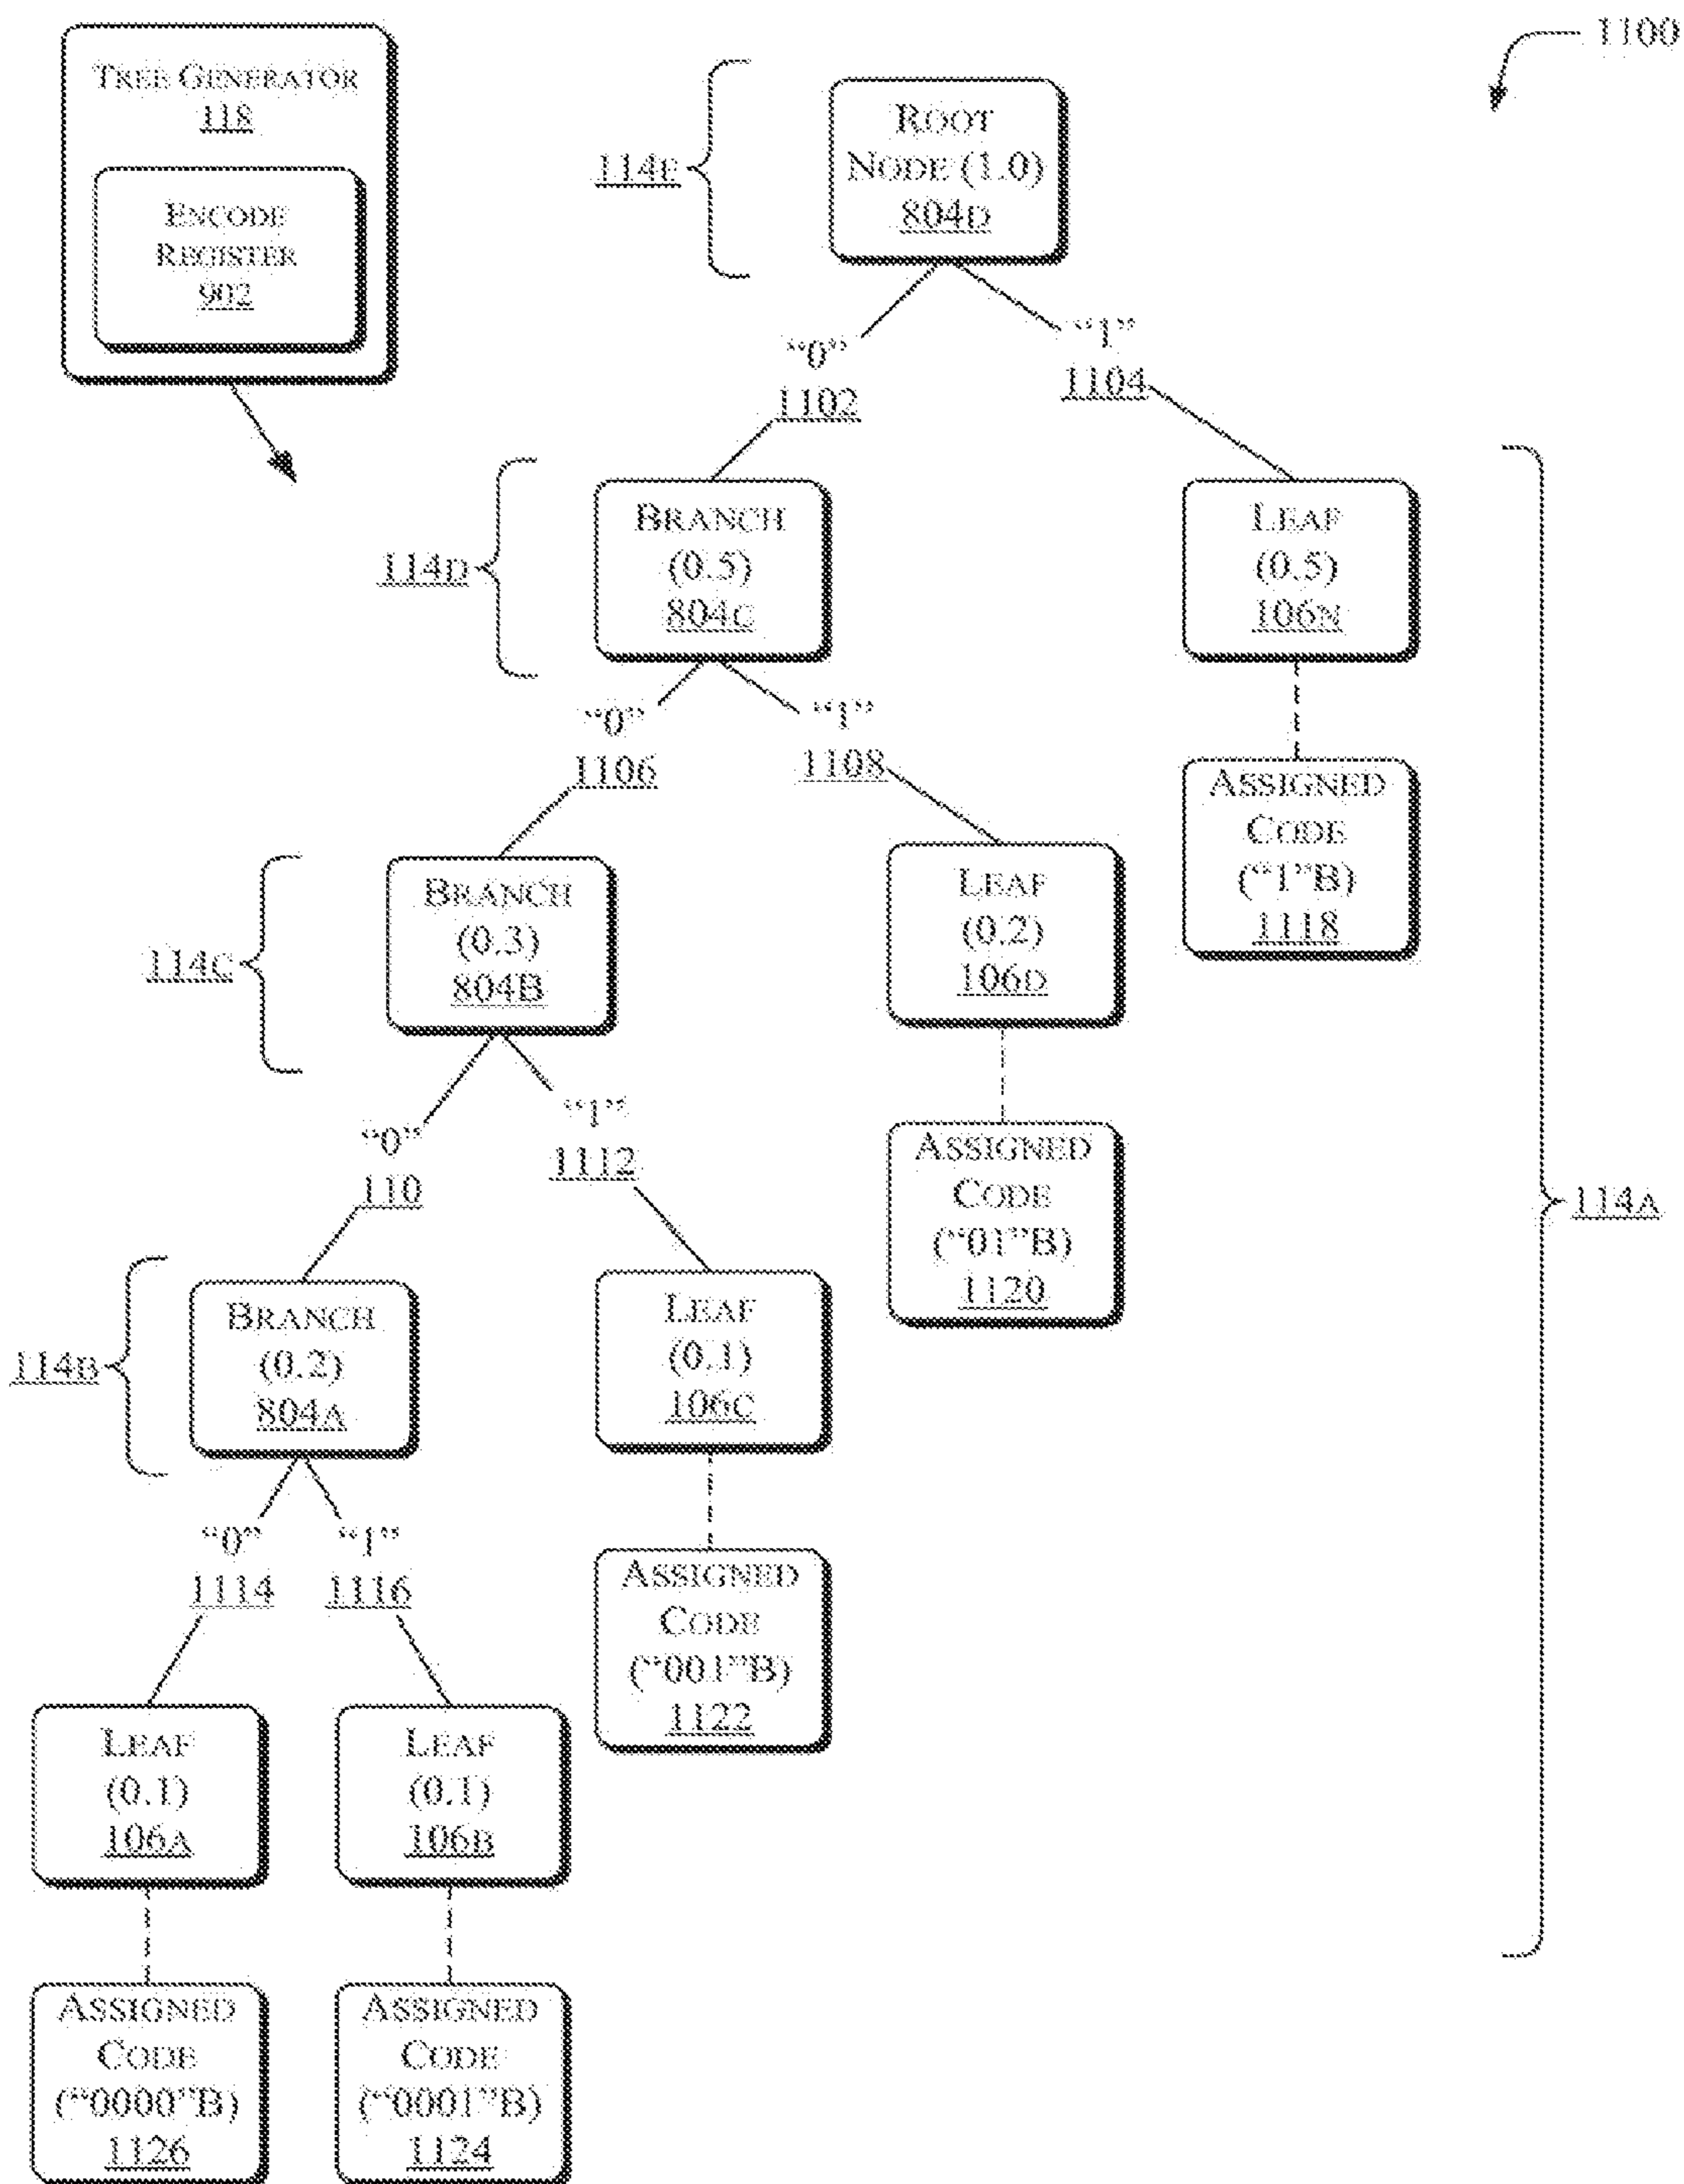 1100
TREE GENERATOR
118
ENCODE
REGISTER
902
114E
ROOT
NODE (1.0)
804D
“0”
1102
“1”
1104
114D
BRANCH
(0.5)
804C
LEAF
(0.5)
106N
“0”
1106
“1”
1108
ASSIGNED
CODE
(“1”B)
1118
114C
BRANCH
(0.3)
804B
LEAF
(0.2)
106D
“0”
110
“1”
1112
ASSIGNED
CODE
(“01”B)
1120
114A
114B
BRANCH
(0.2)
804A
LEAF
(0.1)
106C
“0”
1114
“1”
1116
ASSIGNED
CODE
(“001”B)
1122
LEAF
(0.1)
106A
LEAF
(0.1)
106B
ASSIGNED
CODE
(“0000”B)
1126
ASSIGNED
CODE
(“0001”B)
1124